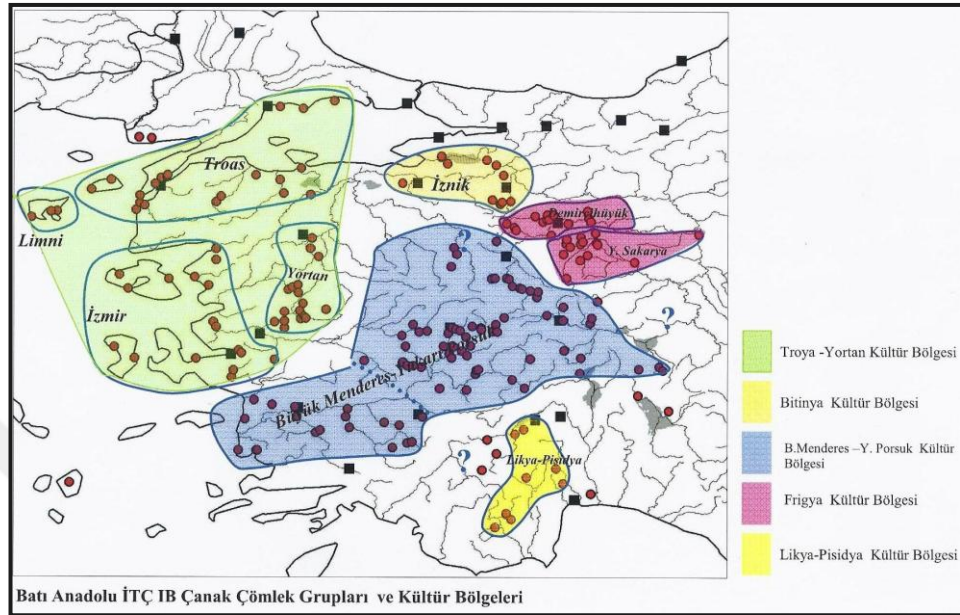 Troas
İznik
Demircihüyük
Limni
?
Y. Sakarya
Yortan
İzmir
?
Büyük Menderes-Yukarı Porsuk
?
Likya-Pisidya
Troya -Yortan Kültür Bölgesi
Bitinya Kültür Bölgesi
B.Menderes –Y. Porsuk Kültür
Bölgesi
Frigya Kültür Bölgesi
Likya-Pisidya Kültür Bölgesi
Batı Anadolu İTÇ IB Çanak Çömlek Grupları ve Kültür Bölgeleri